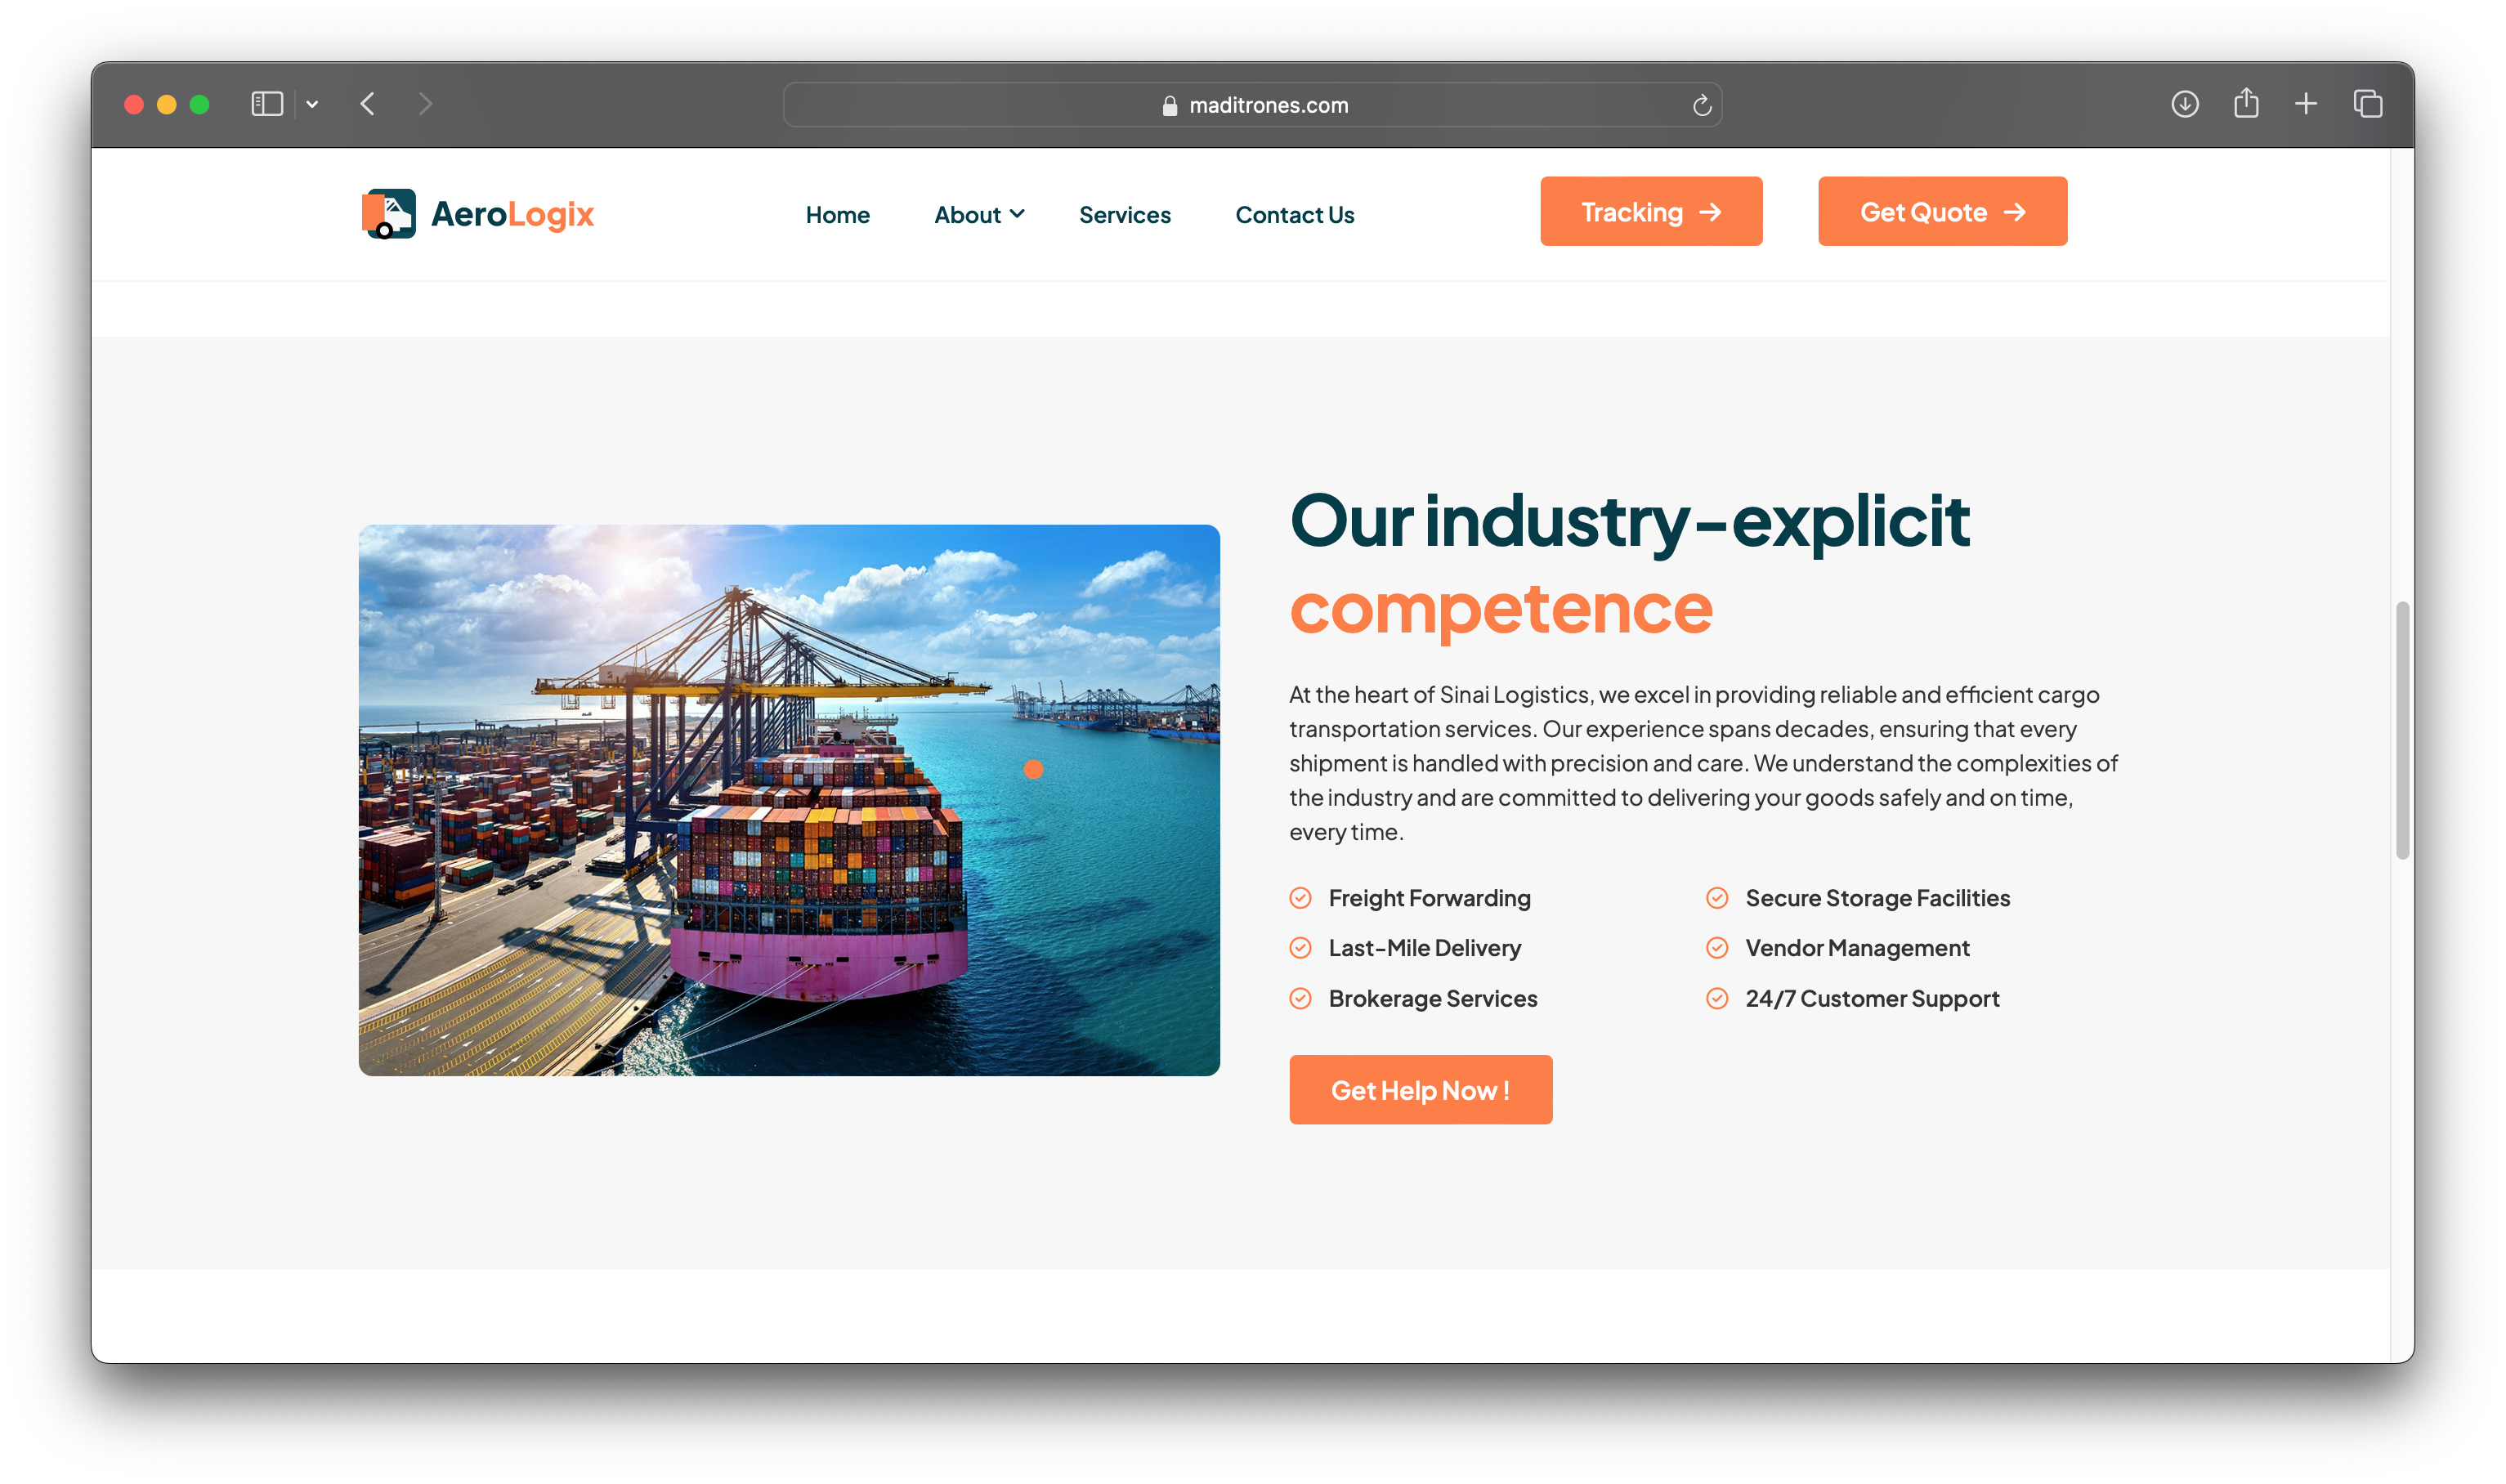 maditrones.com
AeroLogix
Home
About
Services
Contact Us
Tracking →
Get Quote →
Our industry-explicit
competence
At the heart of Sinai Logistics, we excel in providing reliable and efficient cargo
transportation services. Our experience spans decades, ensuring that every
shipment is handled with precision and care. We understand the complexities of
the industry and are committed to delivering your goods safely and on time,
every time.
Freight Forwarding
Secure Storage Facilities
Last-Mile Delivery
Vendor Management
Brokerage Services
24/7 Customer Support
Get Help Now !